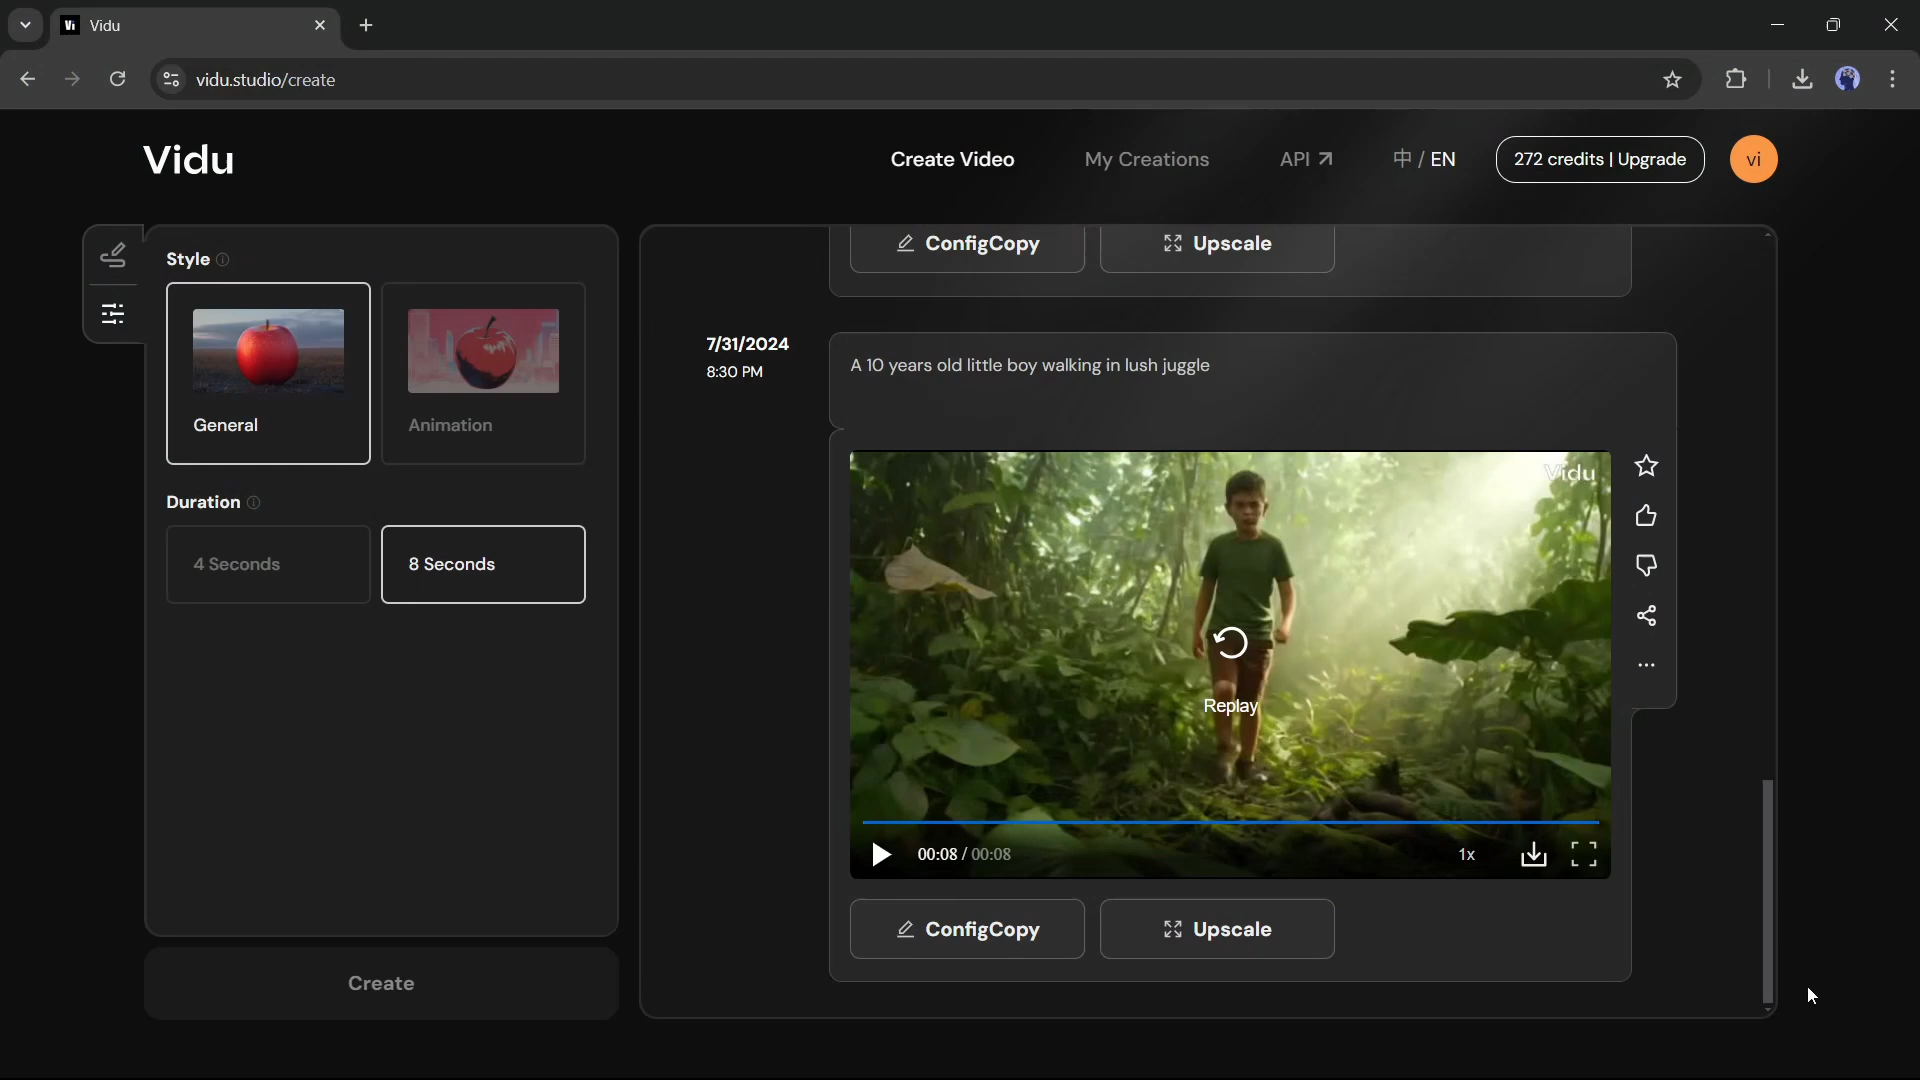 Vi Vidu
vidu.studio/create
Vidu
Create Video
My Creations
API
中 / EN
272 credits | Upgrade
vi
Style
General
Animation
Duration
4 Seconds
8 Seconds
Create
ConfigCopy
Upscale
7/31/2024
8:30 PM
A 10 years old little boy walking in lush juggle
Vidu
Replay
00:08 / 00:08
1x
ConfigCopy
Upscale